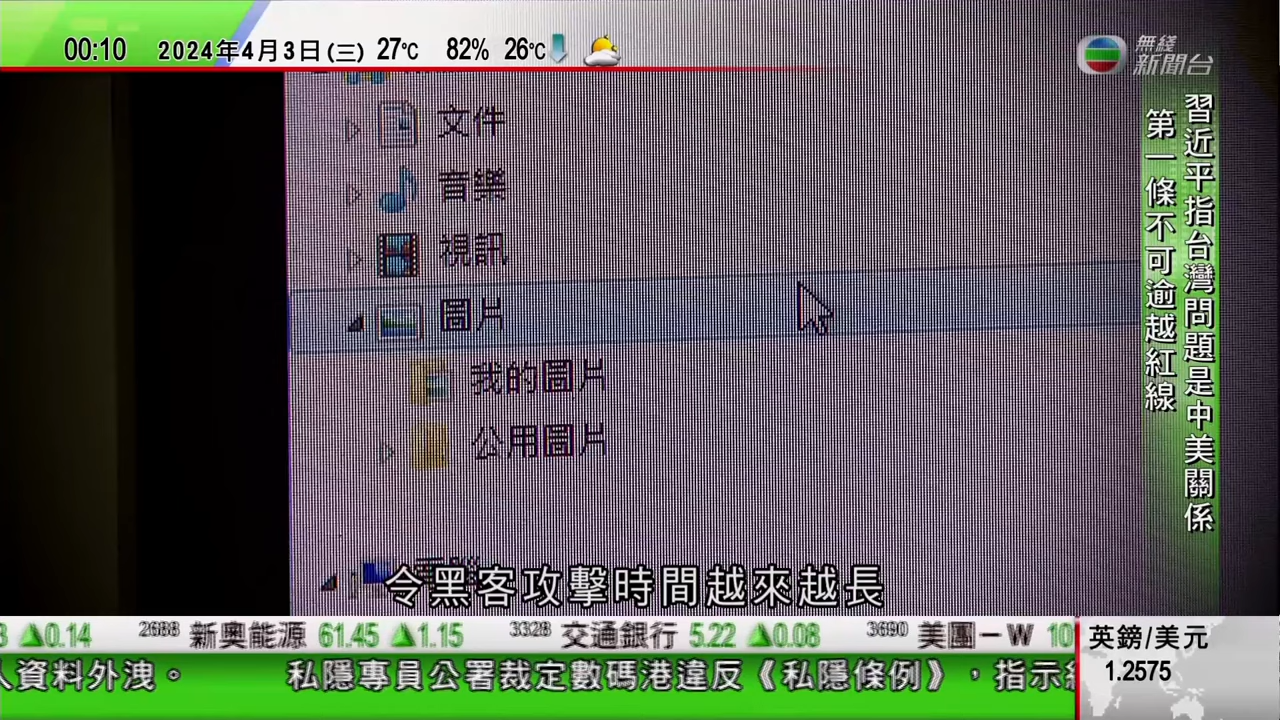 00:10 2024年4月3日(三) 27℃ 82% 26℃
無綫
新聞台
習近平指台灣問題是中美關係
第一條不可逾越紅線
文件
音樂
視訊
圖片
我的圖片
公用圖片
令黑客攻擊時間越來越長
3 0.14 2688 新奧能源 61.45 1.15 3328 交通銀行 5.22 0.08 3690 美團－W 10
英鎊/美元
1.2575
人資料外洩。 私隱專員公署裁定數碼港違反《私隱條例》，指示